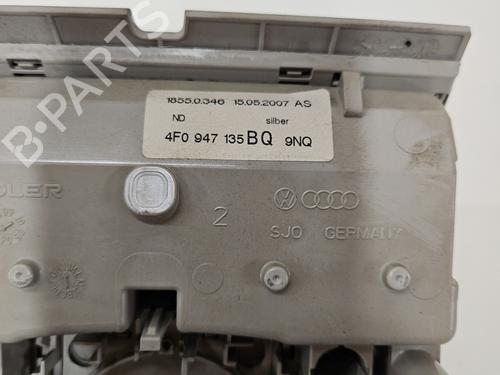 1855.0.346 15.05.2007 AS
ND silber
4F0 947 135 BQ 9NQ
2
SJO GERMANY
B-PARTS